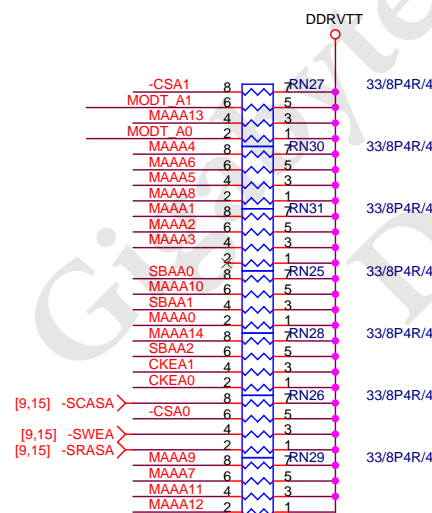 DDRVTT
-CSA1 8 7 RN27 33/8P4R/4
MODT_A1 6 5
MAAA13 4 3
MODT_A0 2 1
MAAA4 8 7 RN30 33/8P4R/4
MAAA6 6 5
MAAA5 4 3
MAAA8 2 1
MAAA1 8 7 RN31 33/8P4R/4
MAAA2 6 5
MAAA3 4 3
2 1
SBAA0 8 7 RN25 33/8P4R/4
MAAA10 6 5
SBAA1 4 3
MAAA0 2 1
MAAA14 8 7 RN28 33/8P4R/4
SBAA2 6 5
CKEA1 4 3
CKEA0 2 1
[9,15] -SCASA 8 7 RN26 33/8P4R/4
-CSA0 6 5
[9,15] -SWEA 4 3
[9,15] -SRASA 2 1
MAAA9 8 7 RN29 33/8P4R/4
MAAA7 6 5
MAAA11 4 3
MAAA12 2 1
Gigabyte